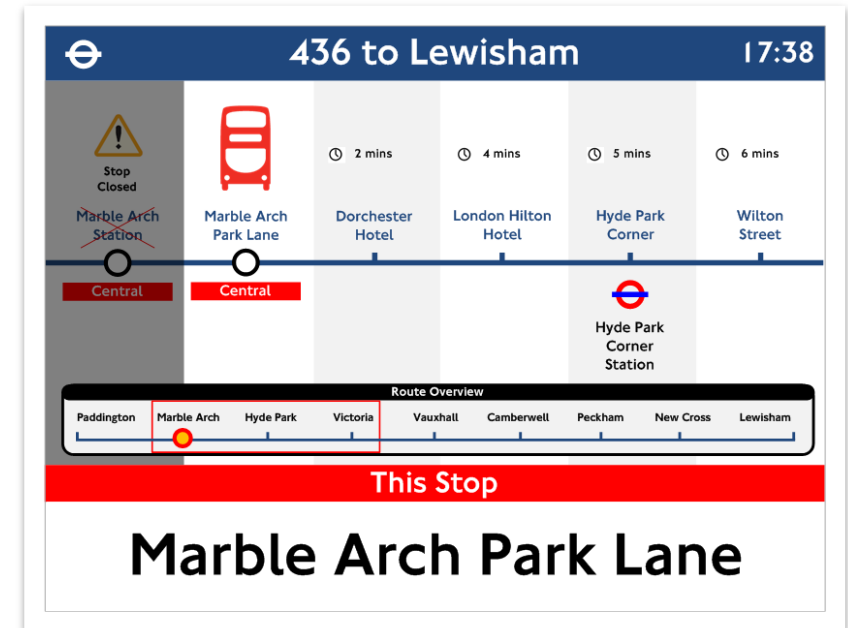 436 to Lewisham
17:38
Stop
Closed
2 mins
4 mins
5 mins
6 mins
Marble Arch
Station
Marble Arch
Park Lane
Dorchester
Hotel
London Hilton
Hotel
Hyde Park
Corner
Wilton
Street
Central
Central
Hyde Park
Corner
Station
Route Overview
Paddington
Marble Arch
Hyde Park
Victoria
Vauxhall
Camberwell
Peckham
New Cross
Lewisham
This Stop
Marble Arch Park Lane